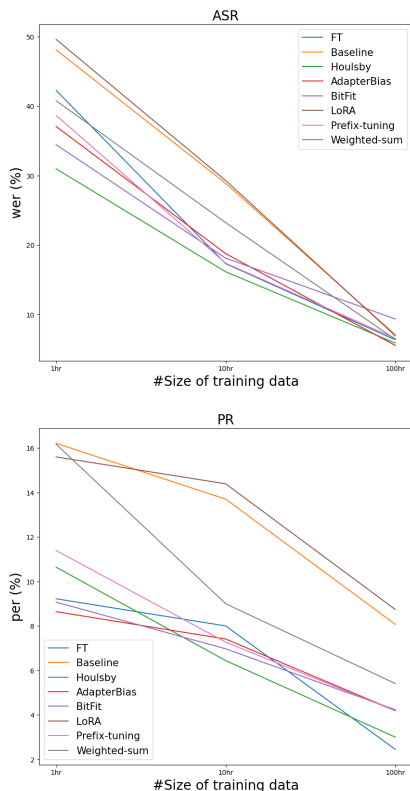 ASR
50
40
30
20
10
wer (%)
FT
Baseline
Houlsby
AdapterBias
BitFit
LoRA
Prefix-tuning
Weighted-sum
1hr
10hr
100hr
#Size of training data
PR
16
14
12
10
8
6
4
2
per (%)
FT
Baseline
Houlsby
AdapterBias
BitFit
LoRA
Prefix-tuning
Weighted-sum
1hr
10hr
100hr
#Size of training data